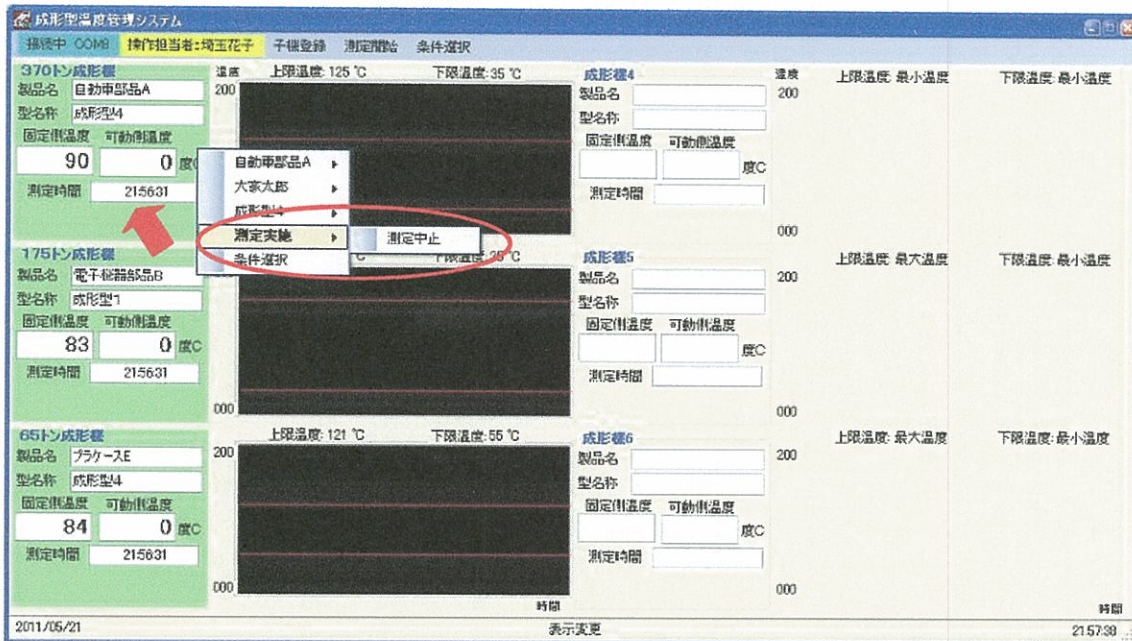 成形型温度管理システム
接続中 COM8 操作担当者:埼玉花子 子機登録 測定開始 条件選択
370トン成形機
製品名 自動車部品A
型名称 成形型4
固定側温度 可動側温度
90 0 度C
測定時間 21:56:31
温度 上限温度:125 ℃ 下限温度:35 ℃
200
自動車部品A
大家太郎
成形型4
測定実施 測定中止
条件選択
175トン成形機
製品名 電子機器部品B
型名称 成形型1
固定側温度 可動側温度
83 0 度C
測定時間 21:56:31
℃ 下限温度:35 ℃
000
65トン成形機
製品名 プラケースE
型名称 成形型4
固定側温度 可動側温度
84 0 度C
測定時間 21:56:31
上限温度:121 ℃ 下限温度:55 ℃
200
000
時間
成形機4
製品名
型名称
固定側温度 可動側温度
度C
測定時間
温度 上限温度:最小温度 下限温度:最小温度
200
000
成形機5
製品名
型名称
固定側温度 可動側温度
度C
測定時間
上限温度:最大温度 下限温度:最小温度
200
000
成形機6
製品名
型名称
固定側温度 可動側温度
度C
測定時間
上限温度:最大温度 下限温度:最小温度
200
000
時間
2011/05/21 表示変更 21:57:38